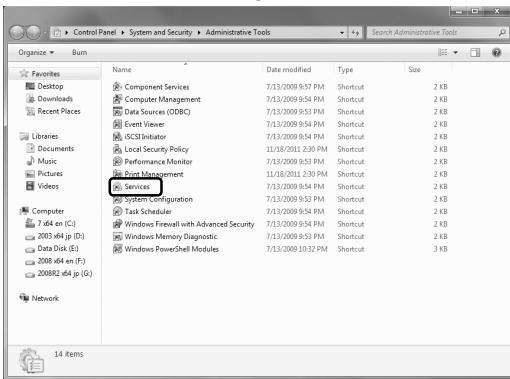 Control Panel ▸ System and Security ▸ Administrative Tools
Search Administrative Tools
Organize ▾ Burn
Favorites
Desktop
Downloads
Recent Places
Libraries
Documents
Music
Pictures
Videos
Computer
7 x64 en (C:)
2003 x64 jp (D:)
Data Disk (E:)
2008 x64 en (F:)
2008R2 x64 jp (G:)
Network
Name Date modified Type Size
Component Services 7/13/2009 9:57 PM Shortcut 2 KB
Computer Management 7/13/2009 9:54 PM Shortcut 2 KB
Data Sources (ODBC) 7/13/2009 9:53 PM Shortcut 2 KB
Event Viewer 7/13/2009 9:54 PM Shortcut 2 KB
iSCSI Initiator 7/13/2009 9:54 PM Shortcut 2 KB
Local Security Policy 11/18/2011 2:30 PM Shortcut 2 KB
Performance Monitor 7/13/2009 9:53 PM Shortcut 2 KB
Print Management 11/18/2011 2:30 PM Shortcut 2 KB
Services 7/13/2009 9:54 PM Shortcut 2 KB
System Configuration 7/13/2009 9:53 PM Shortcut 2 KB
Task Scheduler 7/13/2009 9:54 PM Shortcut 2 KB
Windows Firewall with Advanced Security 7/13/2009 9:54 PM Shortcut 2 KB
Windows Memory Diagnostic 7/13/2009 9:53 PM Shortcut 2 KB
Windows PowerShell Modules 7/13/2009 10:32 PM Shortcut 3 KB
14 items